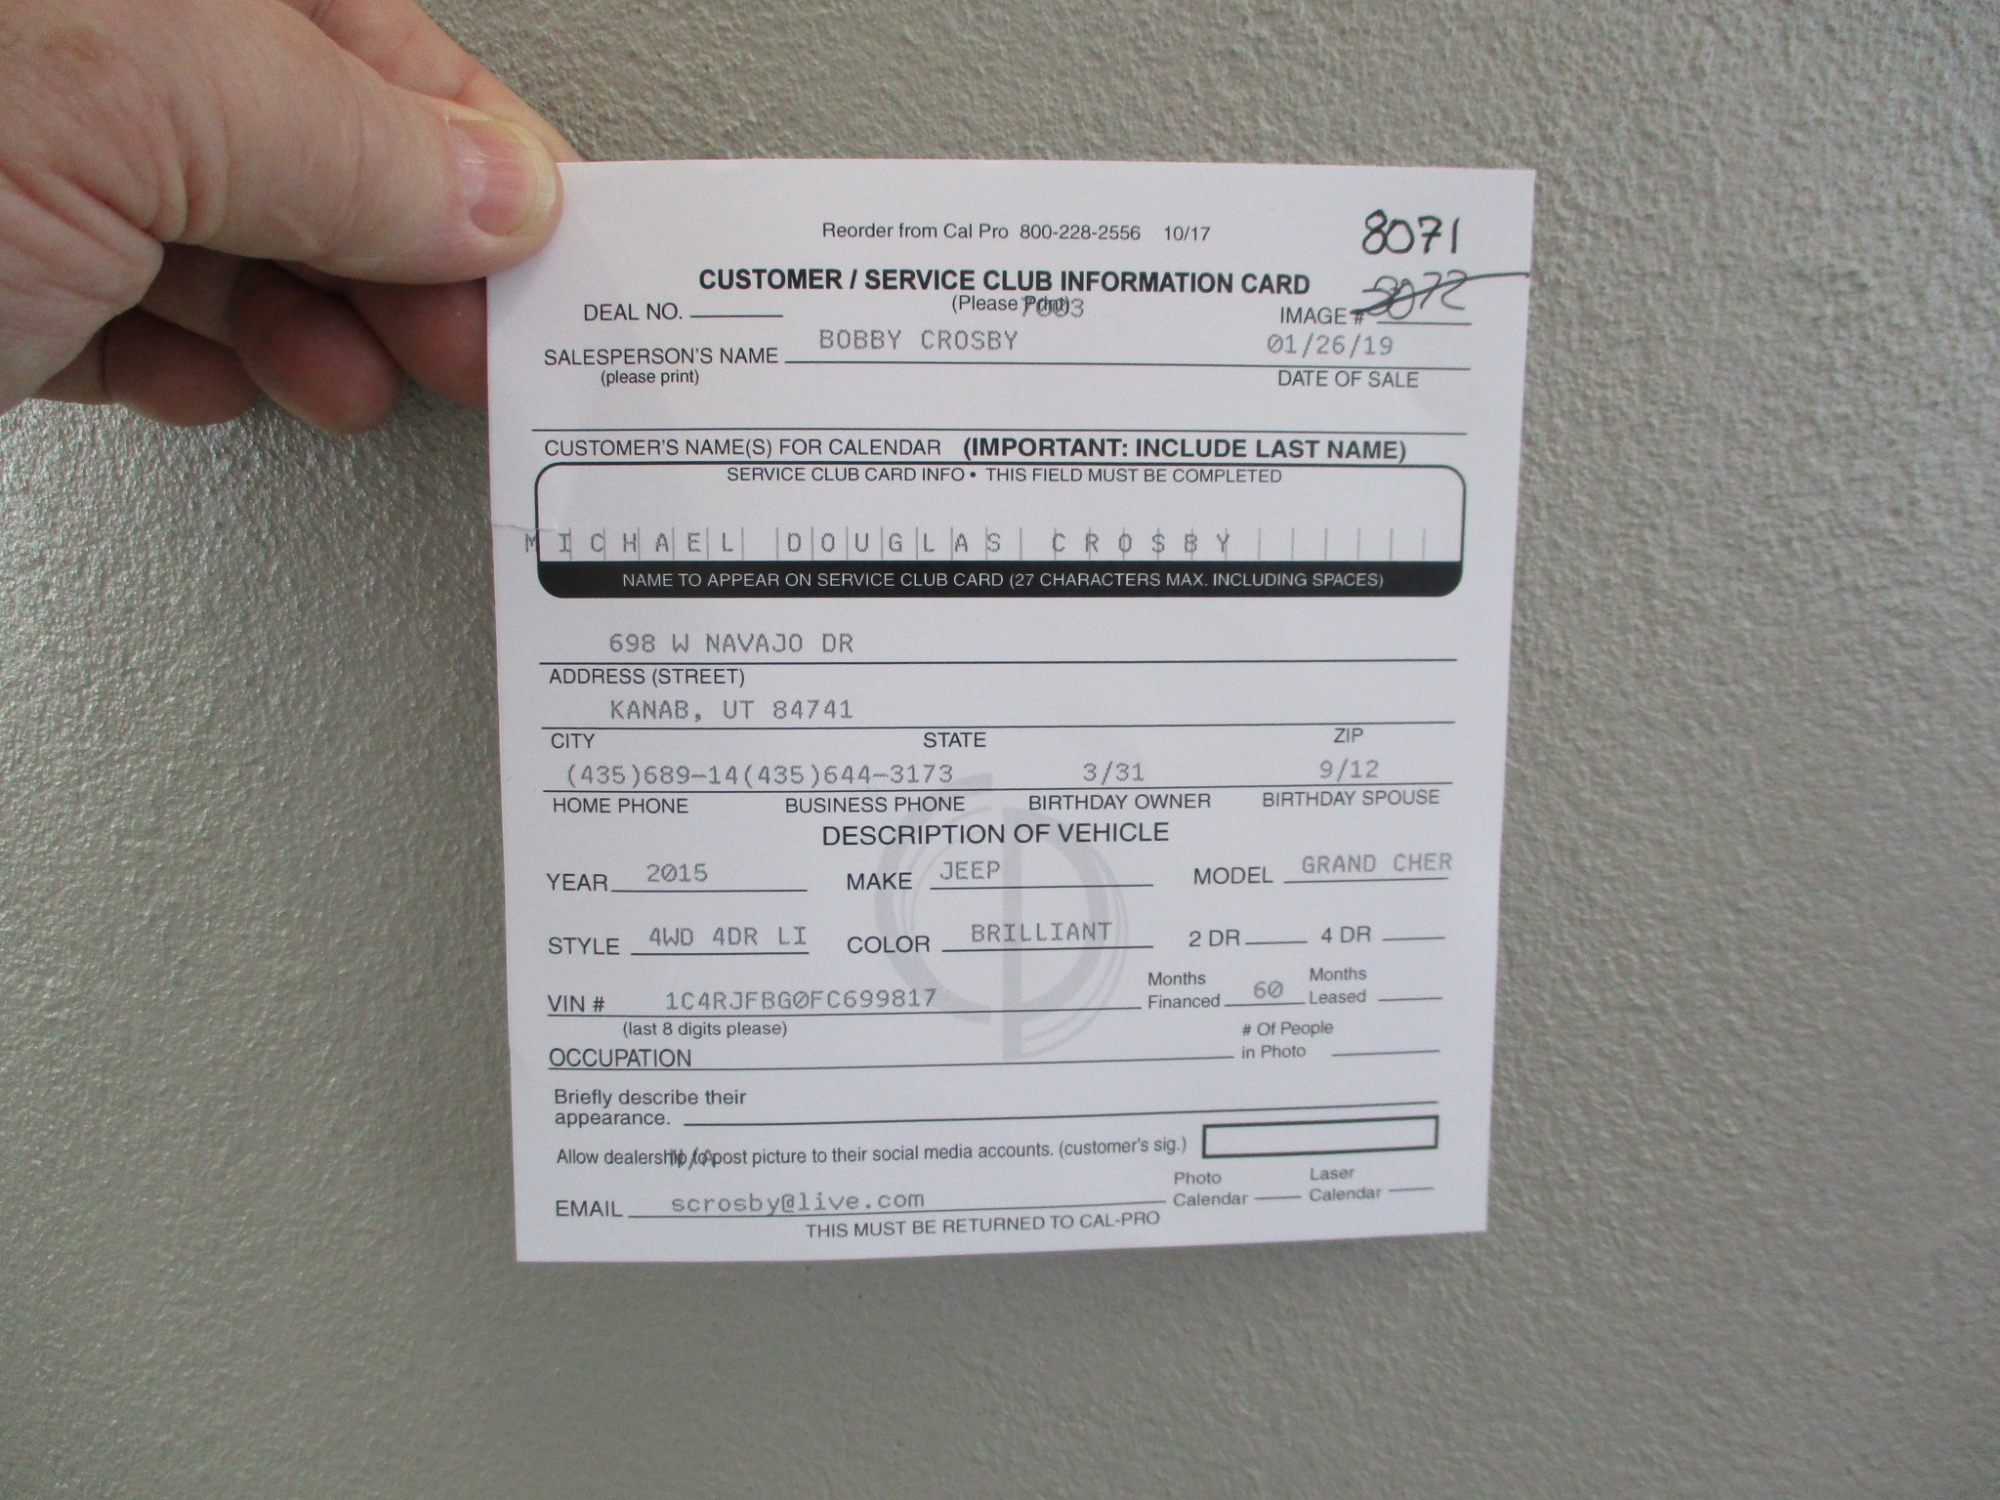 Reorder from Cal Pro 800-228-2556 10/17
8071
CUSTOMER / SERVICE CLUB INFORMATION CARD
(Please Print) 7003
DEAL NO. IMAGE # 8072
BOBBY CROSBY 01/26/19
SALESPERSON'S NAME
(please print) DATE OF SALE
CUSTOMER'S NAME(S) FOR CALENDAR (IMPORTANT: INCLUDE LAST NAME)
SERVICE CLUB CARD INFO • THIS FIELD MUST BE COMPLETED
MICHAEL DOUGLAS CROSBY
NAME TO APPEAR ON SERVICE CLUB CARD (27 CHARACTERS MAX. INCLUDING SPACES)
698 W NAVAJO DR
ADDRESS (STREET)
KANAB, UT 84741
CITY STATE ZIP
(435)689-14(435)644-3173 3/31 9/12
HOME PHONE BUSINESS PHONE BIRTHDAY OWNER BIRTHDAY SPOUSE
DESCRIPTION OF VEHICLE
YEAR 2015 MAKE JEEP MODEL GRAND CHER
STYLE 4WD 4DR LI COLOR BRILLIANT 2 DR 4 DR
VIN # 1C4RJFBG0FC699817 Months Financed 60 Months Leased
(last 8 digits please)
OCCUPATION # Of People in Photo
Briefly describe their
appearance.
Allow dealership to post picture to their social media accounts. (customer's sig.)
N/A
EMAIL scrosby@live.com Photo Calendar Laser Calendar
THIS MUST BE RETURNED TO CAL-PRO